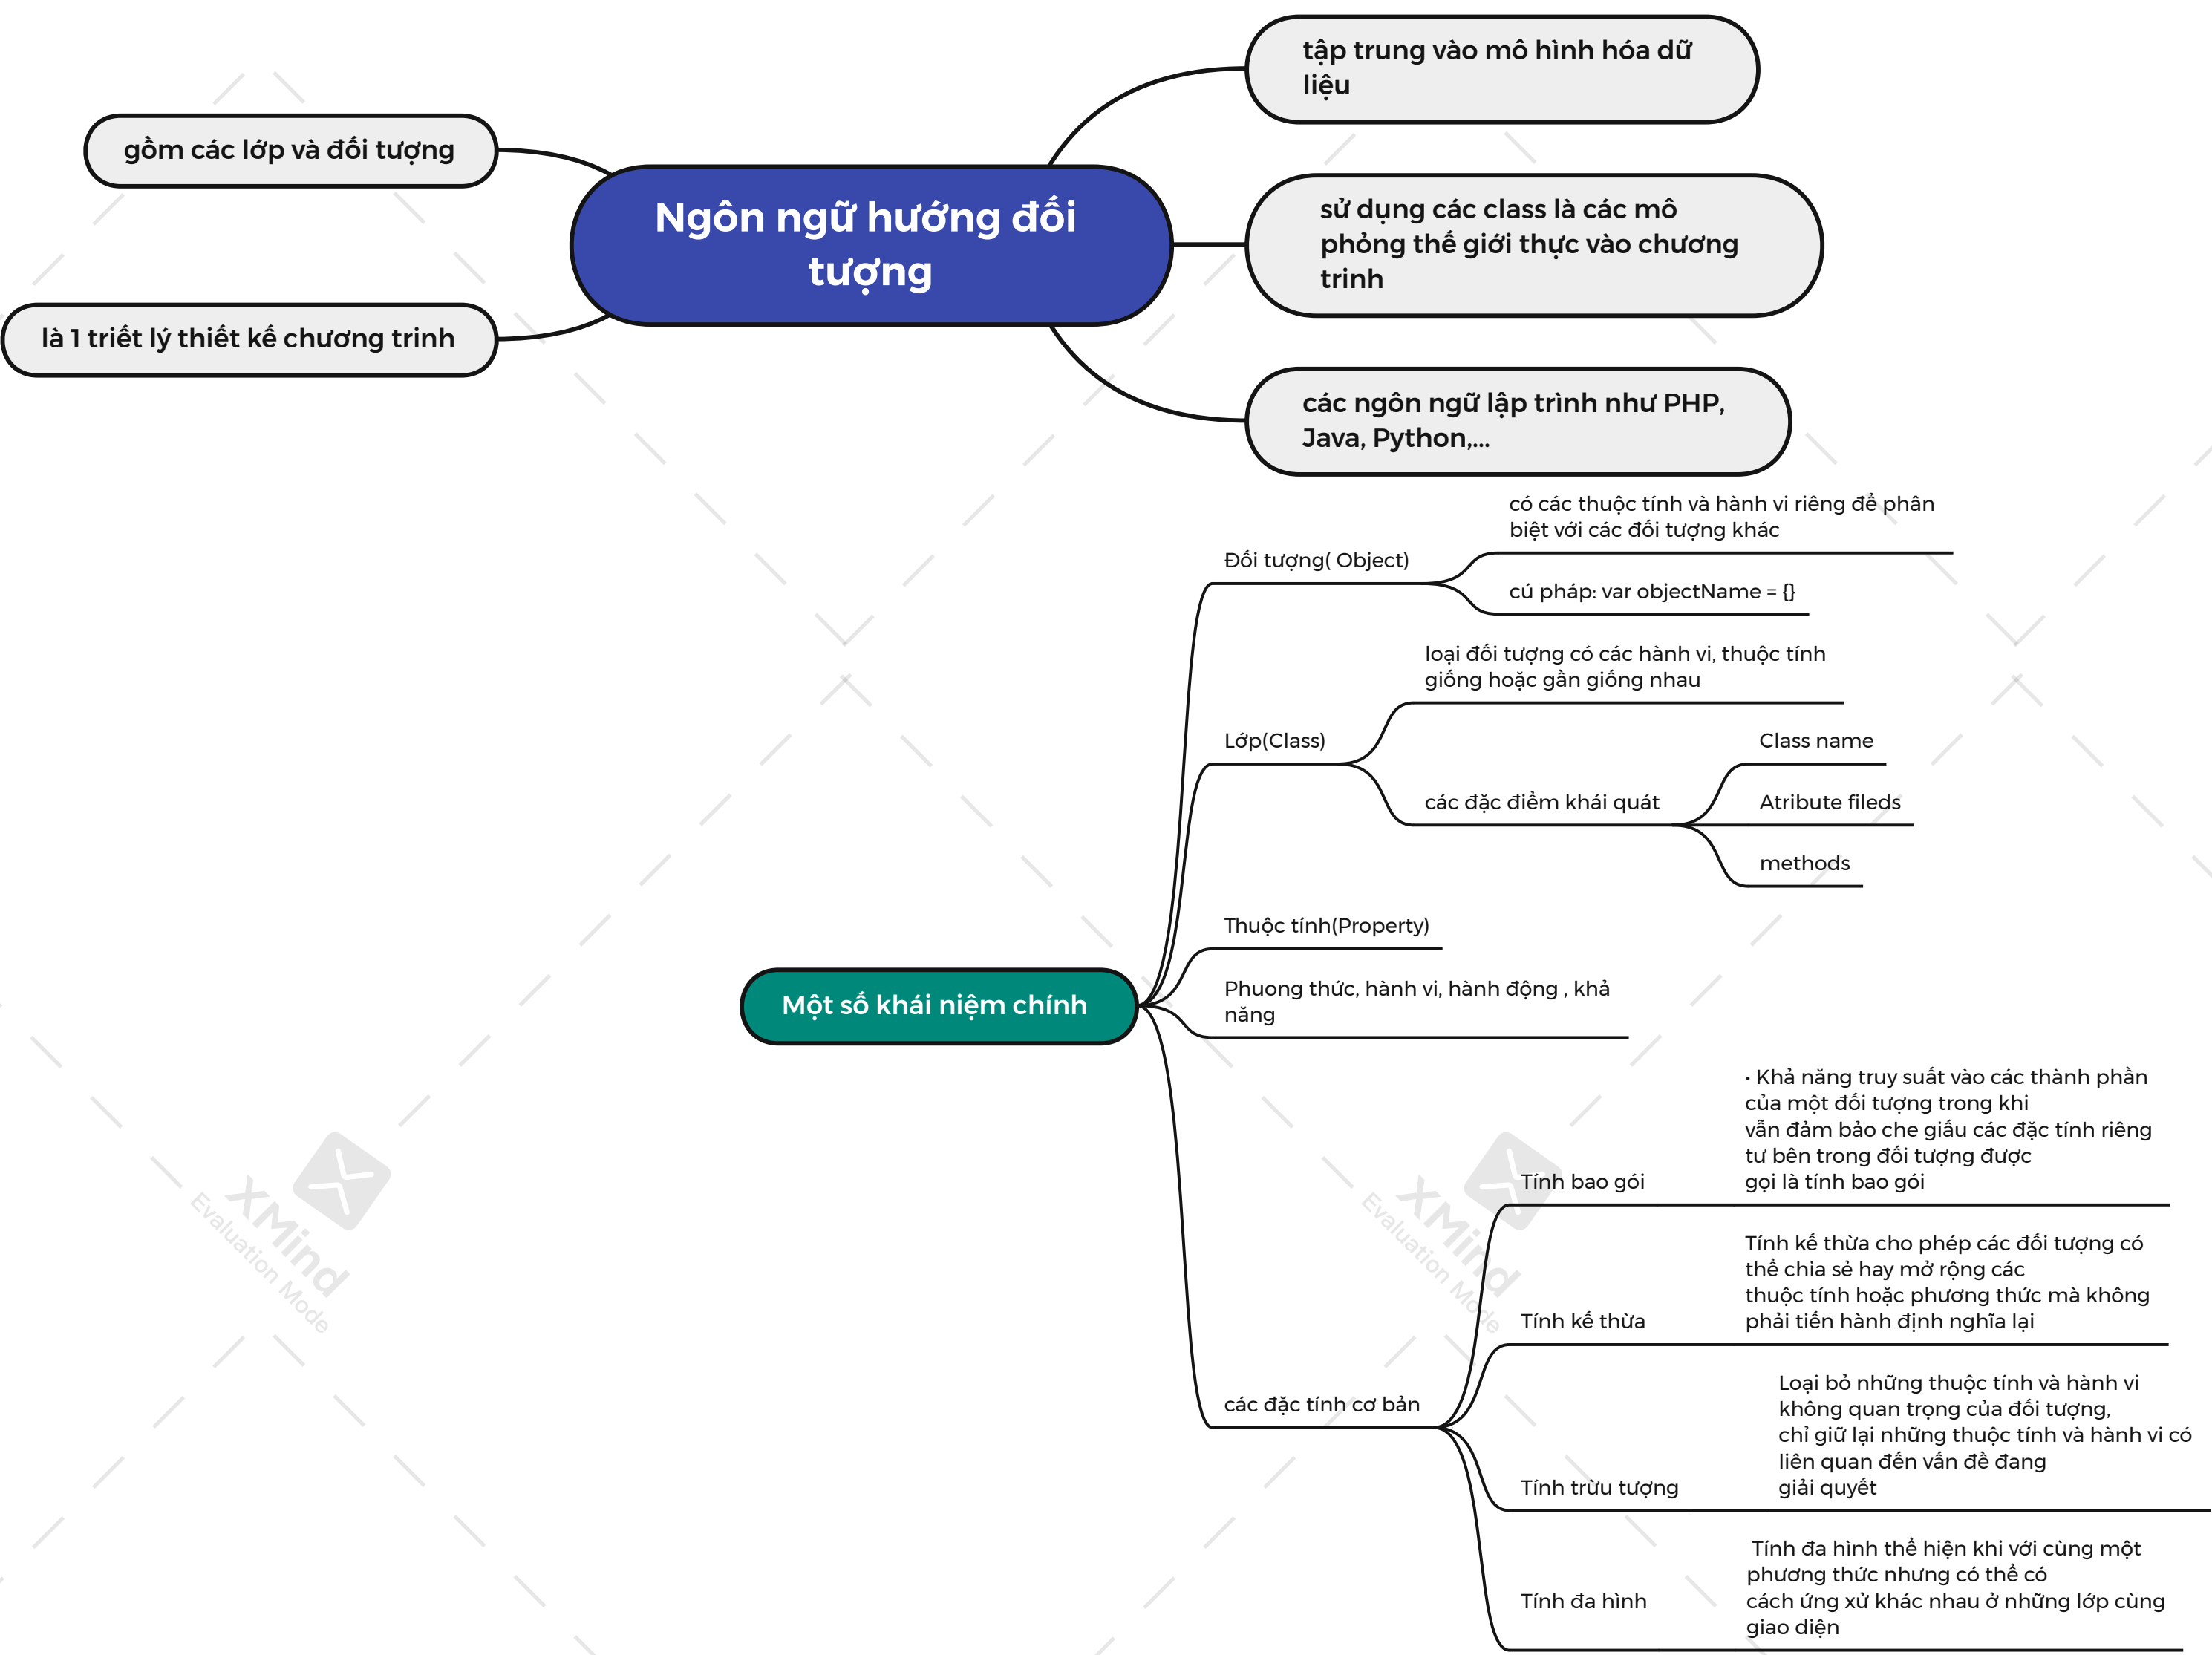 tập trung vào mô hình hóa dữ
liệu
gồm các lớp và đối tượng
Ngôn ngữ hướng đối
tượng
sử dụng các class là các mô
phỏng thế giới thực vào chương
trinh
là 1 triết lý thiết kế chương trinh
các ngôn ngữ lập trình như PHP,
Java, Python,...
có các thuộc tính và hành vi riêng để phân
biệt với các đối tượng khác
Đối tượng( Object)
cú pháp: var objectName = {}
loại đối tượng có các hành vi, thuộc tính
giống hoặc gần giống nhau
Lớp(Class)
Class name
các đặc điểm khái quát
Atribute fileds
methods
Thuộc tính(Property)
Một số khái niệm chính
Phuong thức, hành vi, hành động , khả
năng
• Khả năng truy suất vào các thành phần
của một đối tượng trong khi
vẫn đảm bảo che giấu các đặc tính riêng
tư bên trong đối tượng được
gọi là tính bao gói
Tính bao gói
Tính kế thừa cho phép các đối tượng có
thể chia sẻ hay mở rộng các
thuộc tính hoặc phương thức mà không
phải tiến hành định nghĩa lại
Tính kế thừa
các đặc tính cơ bản
Loại bỏ những thuộc tính và hành vi
không quan trọng của đối tượng,
chỉ giữ lại những thuộc tính và hành vi có
liên quan đến vấn đề đang
giải quyết
Tính trừu tượng
Tính đa hình thể hiện khi với cùng một
phương thức nhưng có thể có
cách ứng xử khác nhau ở những lớp cùng
giao diện
Tính đa hình
XMind
Evaluation Mode
XMind
Evaluation Mode